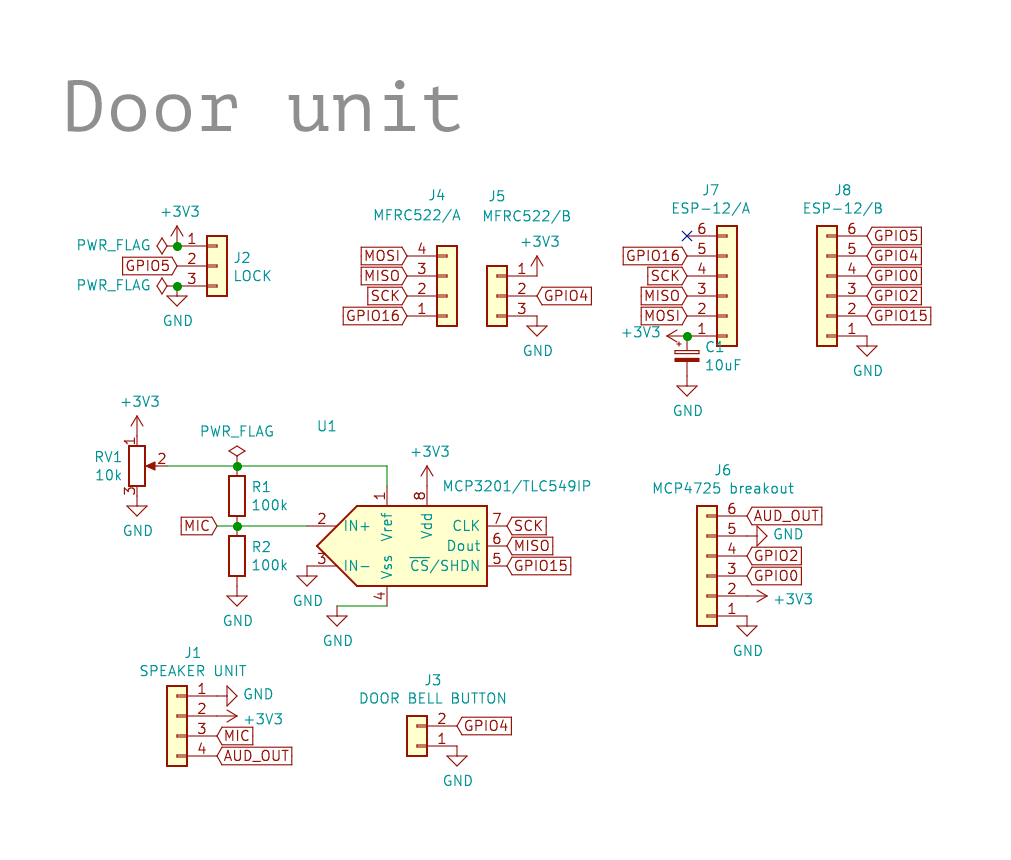 Door unit
+3V3
PWR_FLAG
1
GPIO5
2
J2
LOCK
PWR_FLAG
3
GND
J4
MFRC522/A
MOSI
4
MISO
3
SCK
2
GPIO16
1
J5
MFRC522/B
+3V3
1
2
GPIO4
3
GND
J7
ESP-12/A
6
GPIO16
5
SCK
4
MISO
3
MOSI
2
+3V3
1
C1
10uF
GND
J8
ESP-12/B
6
GPIO5
5
GPIO4
4
GPIO0
3
GPIO2
2
GPIO15
1
GND
+3V3
1
RV1
10k
2
3
GND
PWR_FLAG
R1
100k
MIC
R2
100k
GND
U1
+3V3
MCP3201/TLC549IP
1
8
Vref
Vdd
2
IN+
CLK
7
SCK
Dout
6
MISO
3
IN-
Vss
CS/SHDN
5
GPIO15
GND
4
GND
J6
MCP4725 breakout
6
AUD_OUT
5
GND
4
GPIO2
3
GPIO0
2
+3V3
1
GND
J1
SPEAKER UNIT
1
GND
2
+3V3
3
MIC
4
AUD_OUT
J3
DOOR BELL BUTTON
2
GPIO4
1
GND